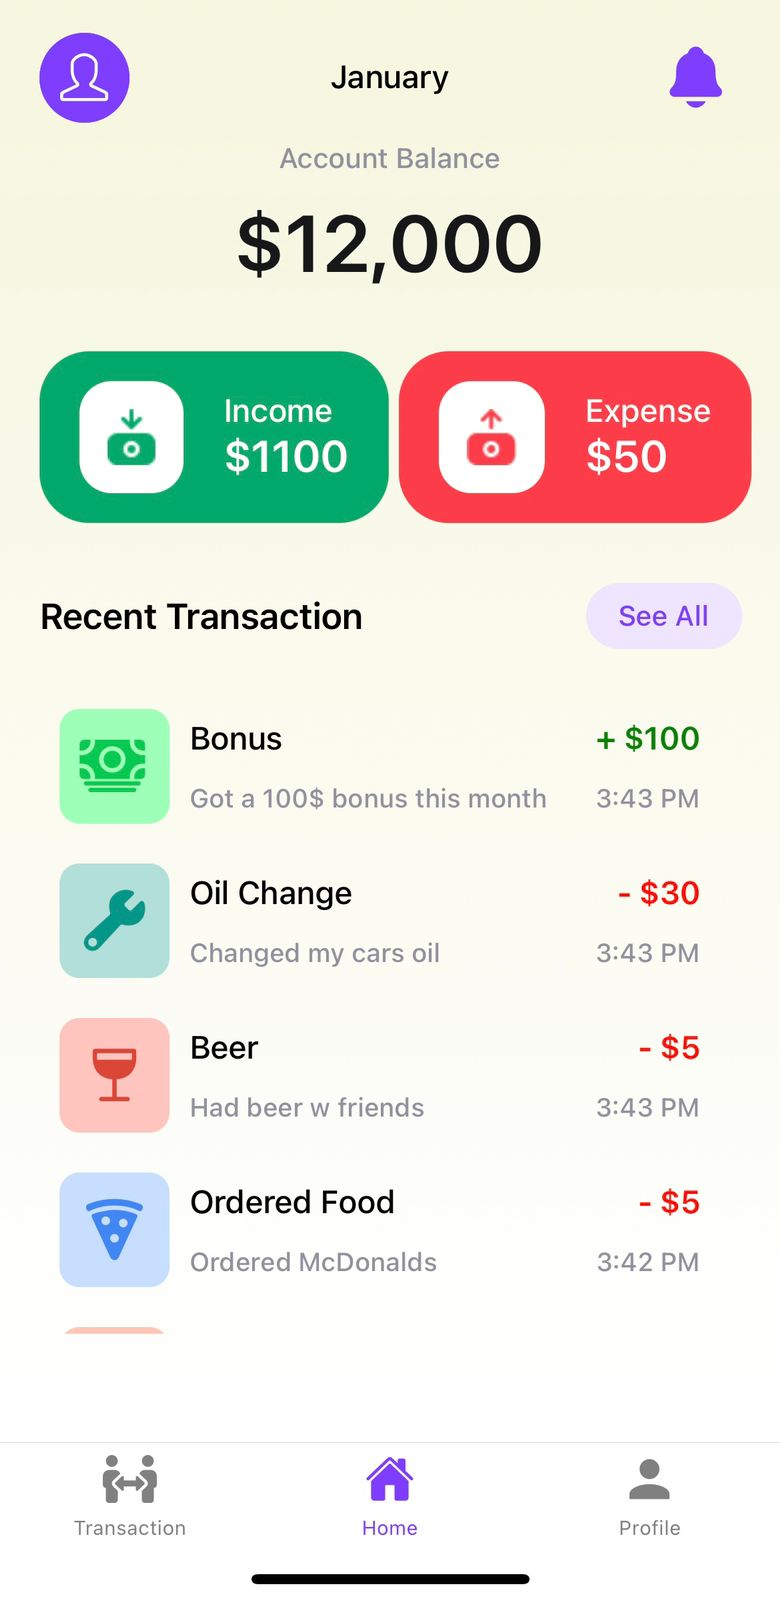 January
Account Balance
$12,000
Income
$1100
Expense
$50
Recent Transaction
See All
Bonus
+ $100
Got a 100$ bonus this month
3:43 PM
Oil Change
- $30
Changed my cars oil
3:43 PM
Beer
- $5
Had beer w friends
3:43 PM
Ordered Food
- $5
Ordered McDonalds
3:42 PM
Transaction
Home
Profile